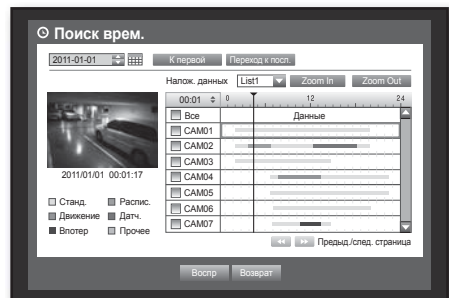 Поиск врем.
2011-01-01 К первой Переход к посл.
Налож. данных List1 Zoom In Zoom Out
00:01 0 12 24
Все Данные
CAM01
CAM02
CAM03
CAM04
CAM05
CAM06
CAM07
2011/01/01 00:01:17
Станд. Распис.
Движение Датч.
Впотер Прочее
Предыд./след. страница
Воспр Возврат